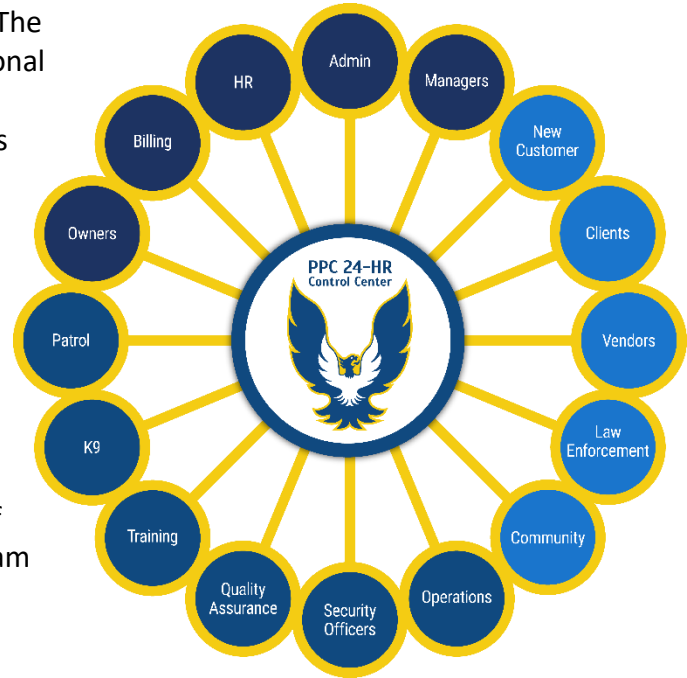 The
onal
s
f
am
Admin
Managers
New
Customer
Clients
Vendors
Law
Enforcement
Community
Operations
Security
Officers
Quality
Assurance
Training
K9
Patrol
Owners
Billing
HR
PPC 24-HR
Control Center